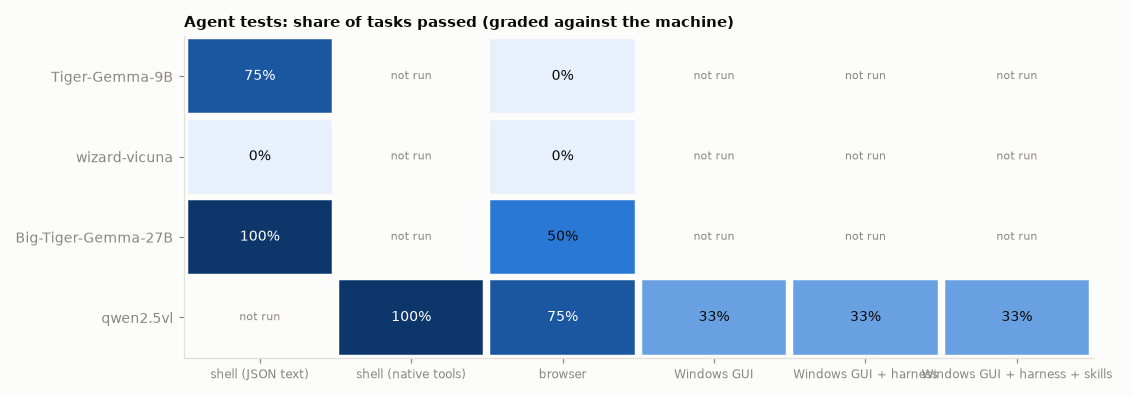 Agent tests: share of tasks passed (graded against the machine)
Tiger-Gemma-9B 75% not run 0% not run not run not run
wizard-vicuna 0% not run 0% not run not run not run
Big-Tiger-Gemma-27B 100% not run 50% not run not run not run
qwen2.5vl not run 100% 75% 33% 33% 33%
shell (JSON text) shell (native tools) browser Windows GUI Windows GUI + harness Windows GUI + harness + skills